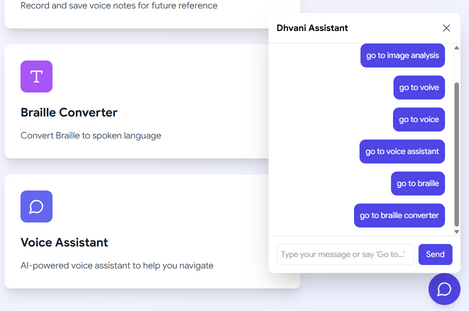 Record and save voice notes for future reference
T
Braille Converter
Convert Braille to spoken language
Voice Assistant
AI-powered voice assistant to help you navigate
Dhvani Assistant
go to image analysis
go to volve
go to voice
go to voice assistant
go to braille
go to braille converter
Type your message or say 'Go to...'
Send